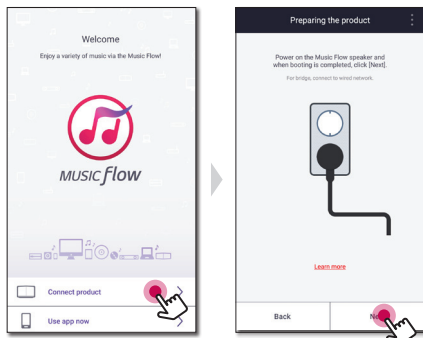 Welcome
Enjoy a variety of music via the Music Flow!
MUSIC flow
Connect product
Use app now
Preparing the product
Power on the Music Flow speaker and
when booting is completed, click [Next].
For bridge, connect to wired network.
Learn more
Back